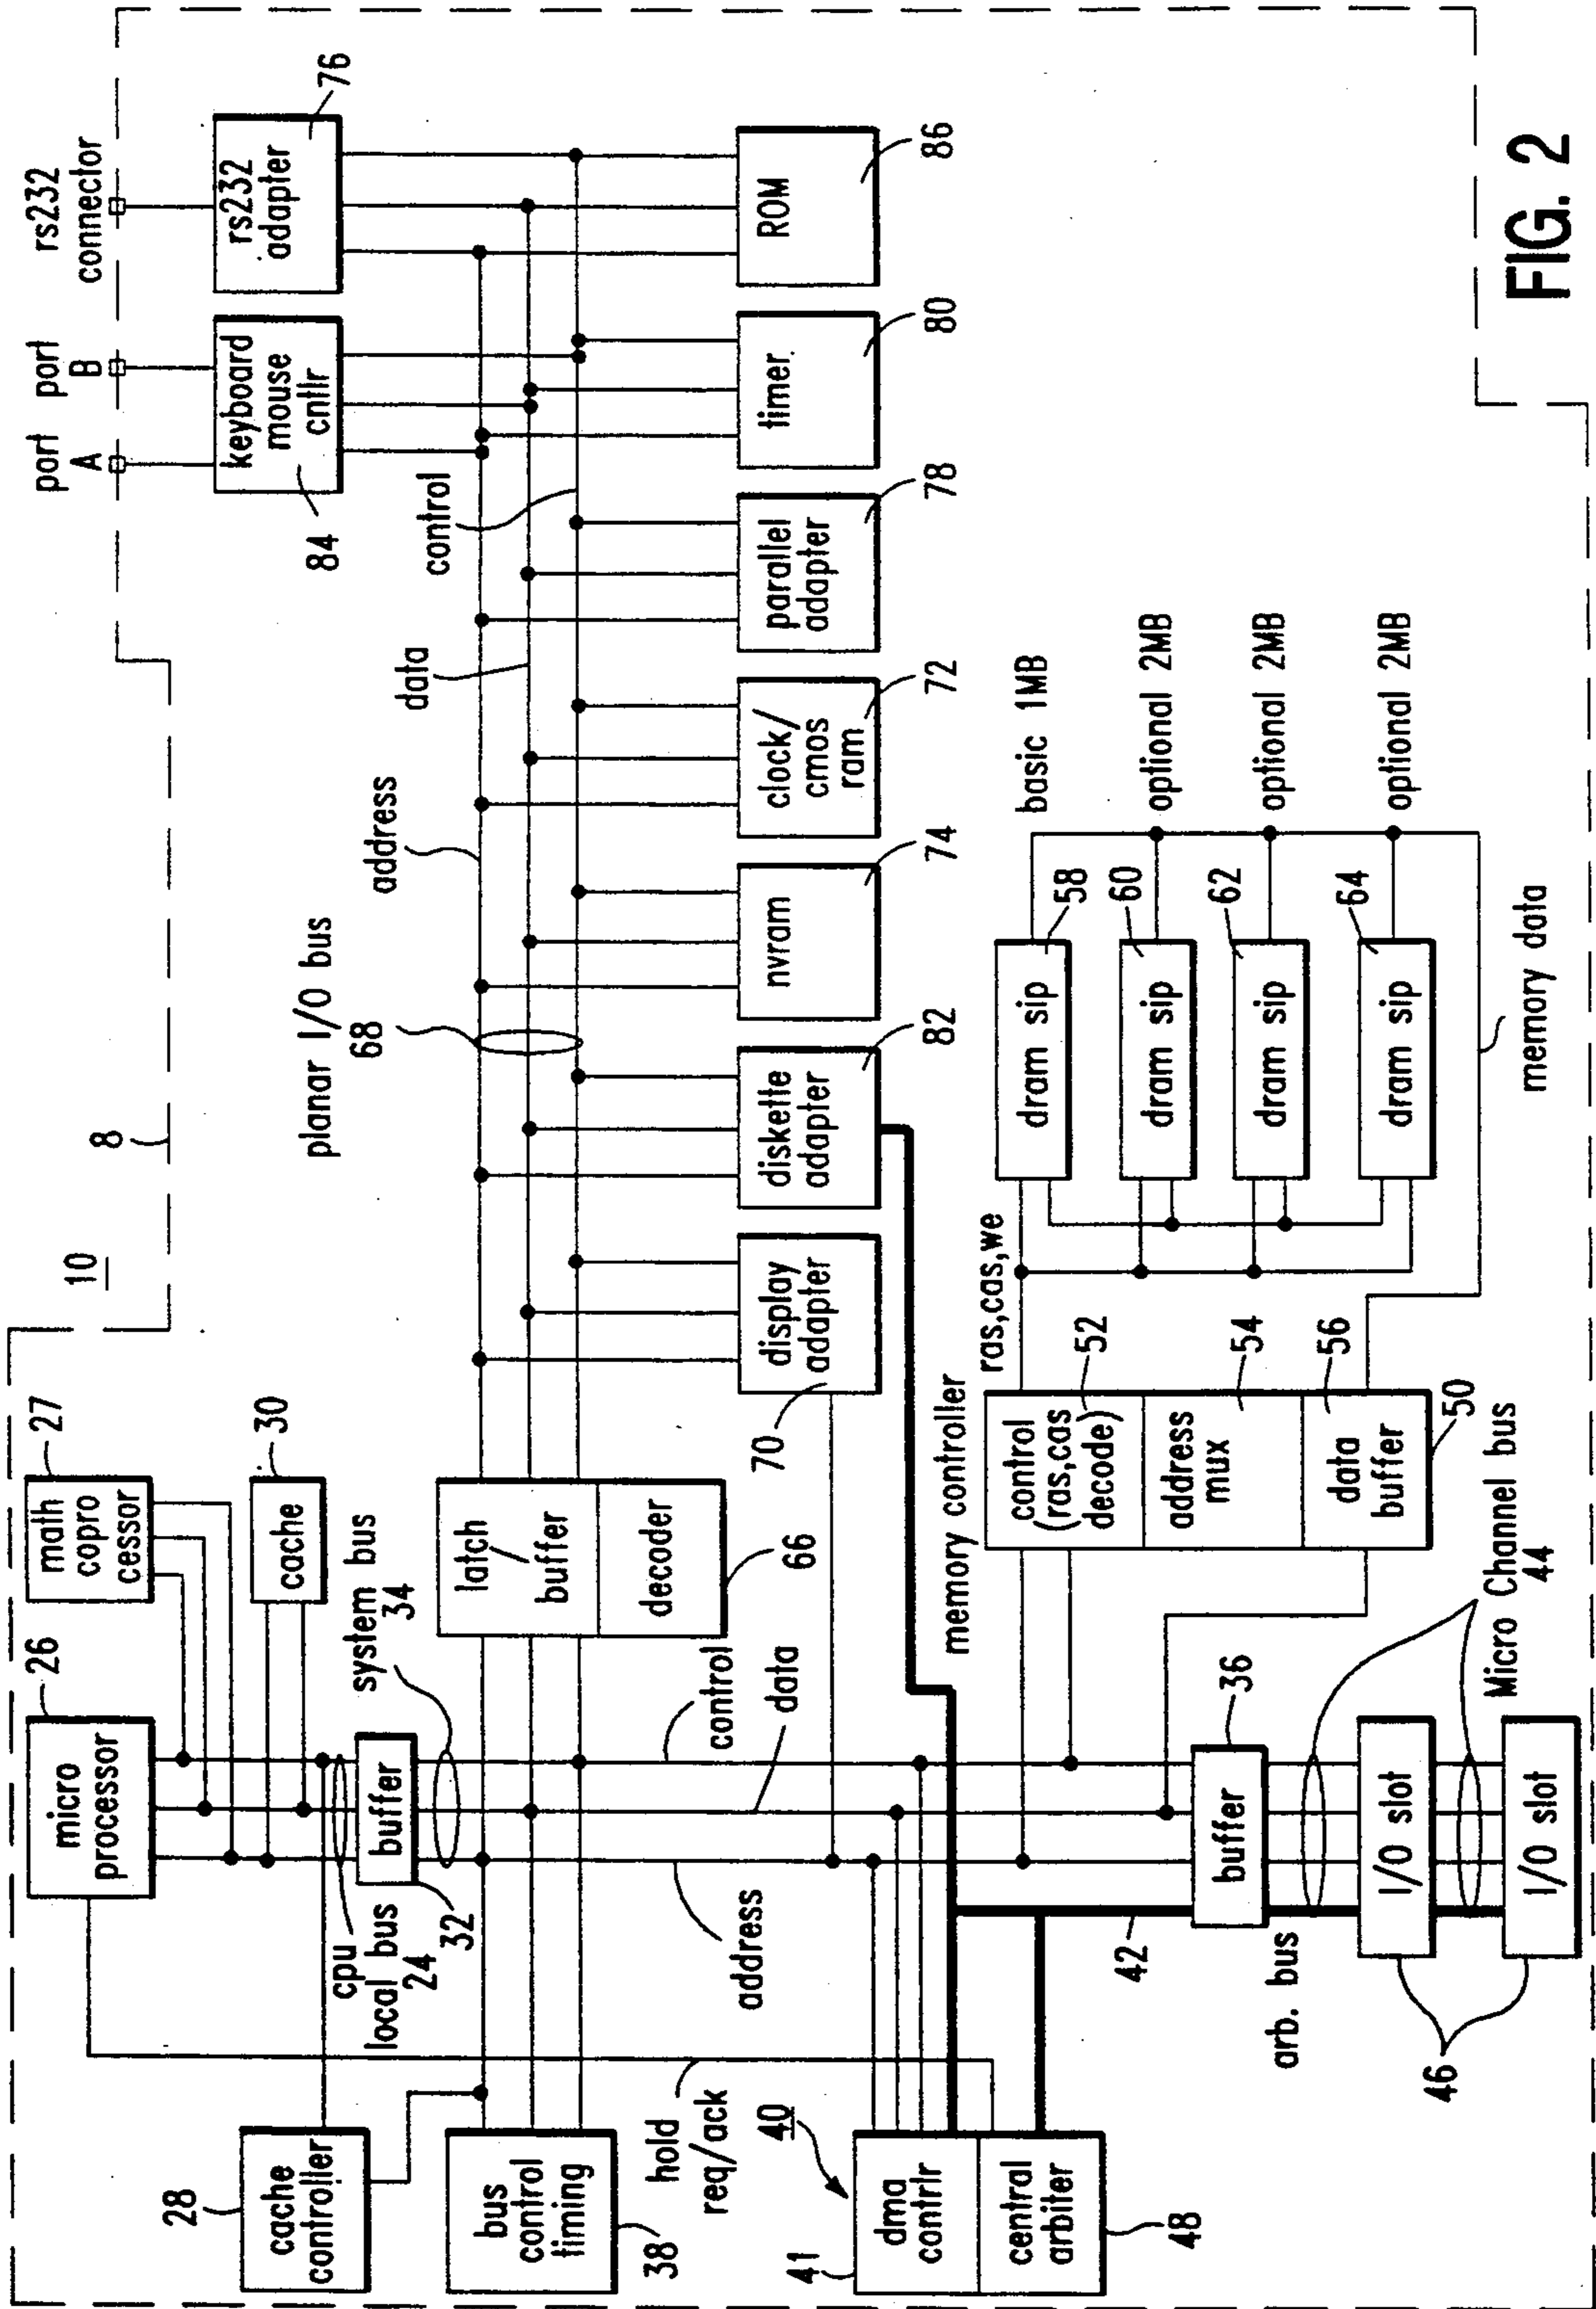 10
8
28
cache
controller
26
micro
processor
27
math
copro
cessor
30
cache
cpu
local bus
24
buffer
32
system bus
34
bus
control
timing
38
latch
/
buffer
decoder
66
planar I/O bus
68
address
data
control
port
A
port
B
rs232
connector
keyboard
mouse
cntlr
84
rs232
adapter
76
hold
req/ack
address
data
control
display
adapter
70
diskette
adapter
82
nvram
74
clock/
cmos
ram
72
parallel
adapter
78
timer
80
ROM
86
40
41
dma
contrlr
central
arbiter
48
42
arb. bus
buffer
36
46
I/O slot
I/O slot
Micro Channel bus
44
memory controller
control
(ras,cas
decode)
52
address
mux
54
data
buffer
56
50
ras,cas,we
dram sip
58
basic 1MB
dram sip
60
optional 2MB
dram sip
62
optional 2MB
dram sip
64
optional 2MB
memory data
FIG. 2